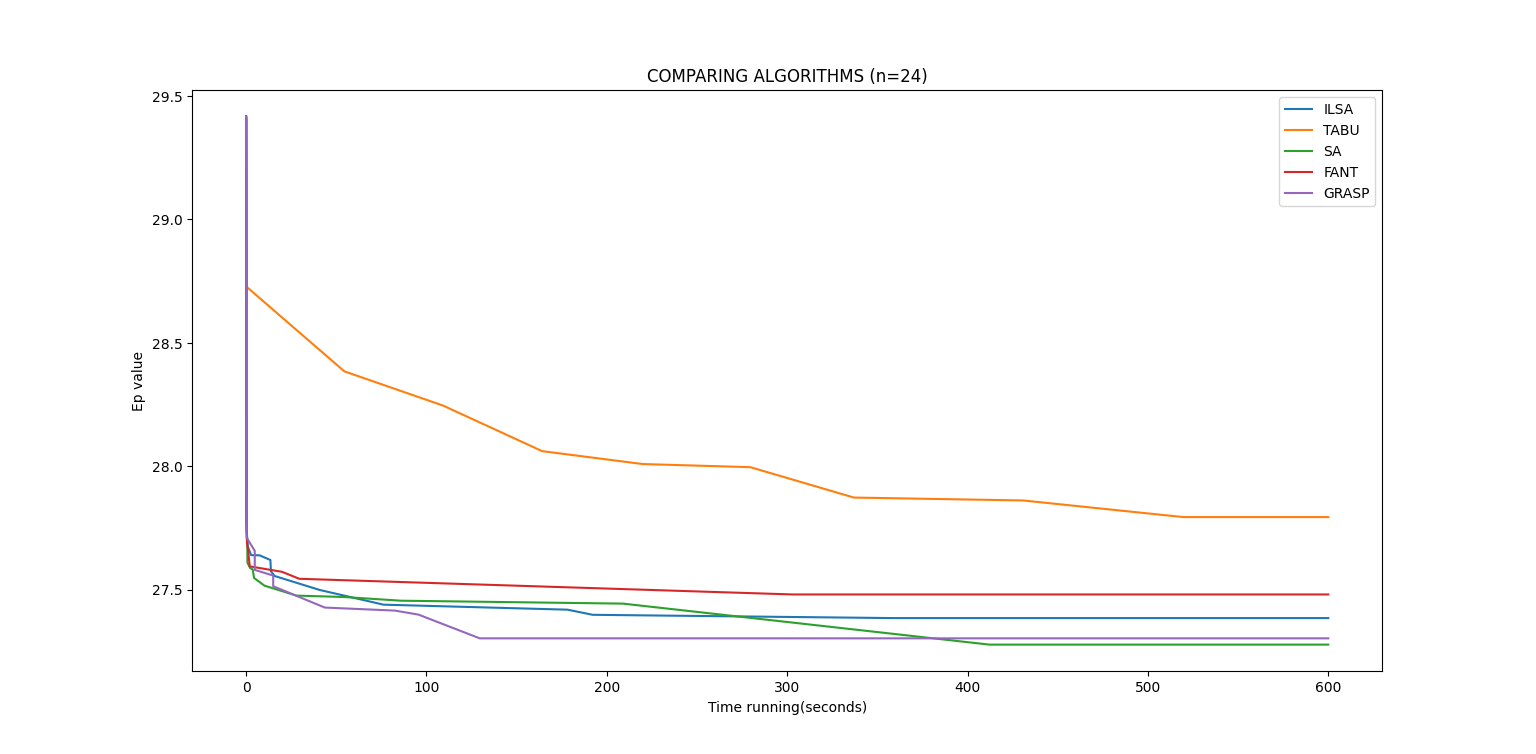 COMPARING ALGORITHMS (n=24)
29.5
29.0
28.5
28.0
27.5
Ep value
0 100 200 300 400 500 600
Time running(seconds)
ILSA
TABU
SA
FANT
GRASP